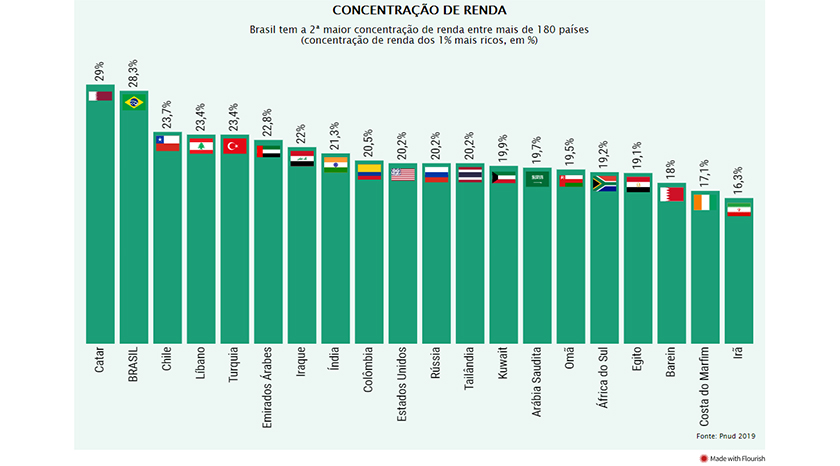 CONCENTRAÇÃO DE RENDA
Brasil tem a 2ª maior concentração de renda entre mais de 180 países
(concentração de renda dos 1% mais ricos, em %)
29%
28,3%
23,7%
23,4%
23,4%
22,8%
22%
21,3%
20,5%
20,2%
20,2%
20,2%
19,9%
19,7%
19,5%
19,2%
19,1%
18%
17,1%
16,3%
Catar
BRASIL
Chile
Líbano
Turquia
Emirados Árabes
Iraque
Índia
Colômbia
Estados Unidos
Rússia
Tailândia
Kuwait
Arábia Saudita
Omã
África do Sul
Egito
Barein
Costa do Marfim
Irã
Fonte: Pnud 2019
Made with Flourish